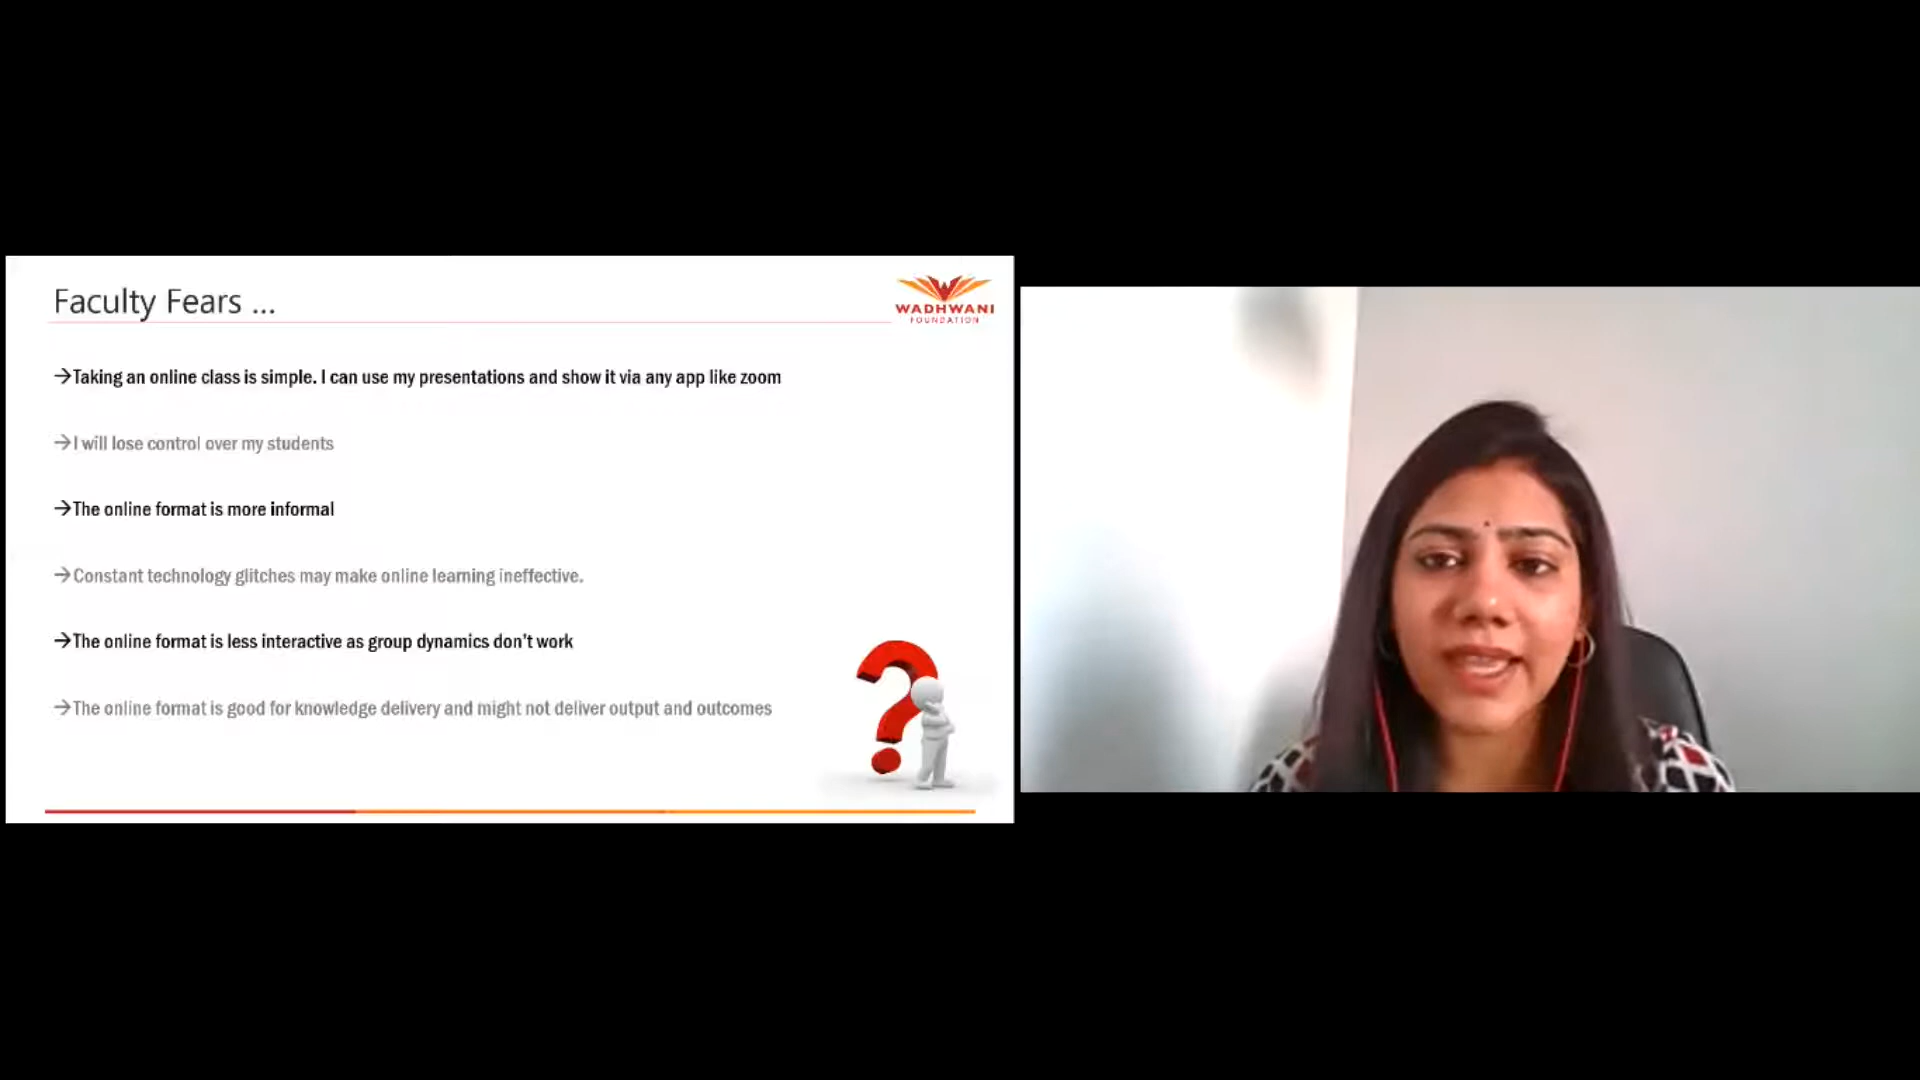 Faculty Fears ...
WADHWANI
FOUNDATION
→Taking an online class is simple. I can use my presentations and show it via any app like zoom
→I will lose control over my students
→The online format is more informal
→Constant technology glitches may make online learning ineffective.
→The online format is less interactive as group dynamics don't work
→The online format is good for knowledge delivery and might not deliver output and outcomes